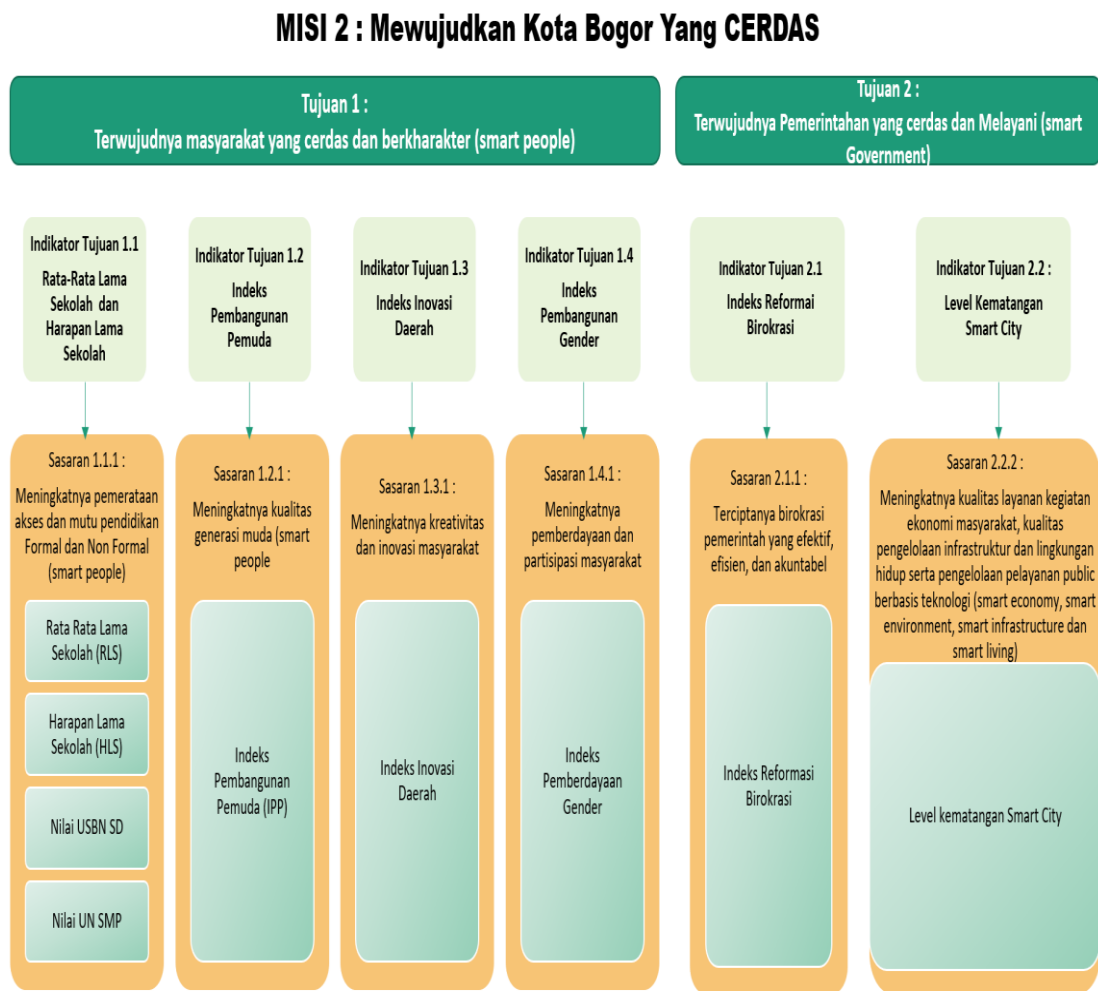 MISI 2 : Mewujudkan Kota Bogor Yang CERDAS
Tujuan 1 :
Terwujudnya masyarakat yang cerdas dan berkharakter (smart people)
Tujuan 2 :
Terwujudnya Pemerintahan yang cerdas dan Melayani (smart
Government)
Indikator Tujuan 1.1
Rata-Rata Lama
Sekolah dan
Harapan Lama
Sekolah
Indikator Tujuan 1.2
Indeks
Pembangunan
Pemuda
Indikator Tujuan 1.3
Indeks Inovasi
Daerah
Indikator Tujuan 1.4
Indeks
Pembangunan
Gender
Indikator Tujuan 2.1
Indeks Reformai
Birokrasi
Indikator Tujuan 2.2 :
Level Kematangan
Smart City
Sasaran 1.1.1 :
Meningkatnya pemerataan
akses dan mutu pendidikan
Formal dan Non Formal
(smart people)
Rata Rata Lama
Sekolah (RLS)
Harapan Lama
Sekolah (HLS)
Nilai USBN SD
Nilai UN SMP
Sasaran 1.2.1 :
Meningkatnya kualitas
generasi muda (smart
people
Indeks
Pembangunan
Pemuda (IPP)
Sasaran 1.3.1 :
Meningkatnya kreativitas
dan inovasi masyarakat
Indeks Inovasi
Daerah
Sasaran 1.4.1 :
Meningkatnya
pemberdayaan dan
partisipasi masyarakat
Indeks
Pemberdayaan
Gender
Sasaran 2.1.1 :
Terciptanya birokrasi
pemerintah yang efektif,
efisien, dan akuntabel
Indeks Reformasi
Birokrasi
Sasaran 2.2.2 :
Meningkatnya kualitas layanan kegiatan
ekonomi masyarakat, kualitas
pengelolaan infrastruktur dan lingkungan
hidup serta pengelolaan pelayanan public
berbasis teknologi (smart economy, smart
environment, smart infrastructure dan
smart living)
Level kematangan Smart City